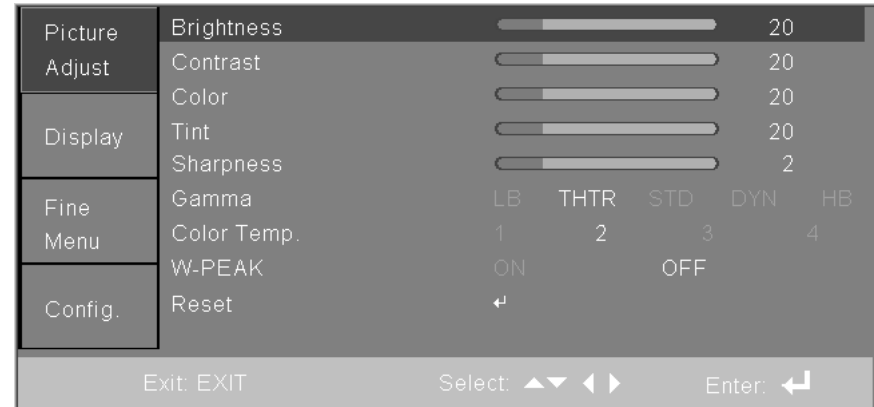 Picture
Adjust
Display
Fine
Menu
Config.
Brightness 20
Contrast 20
Color 20
Tint 20
Sharpness 2
Gamma LB THTR STD DYN HB
Color Temp. 1 2 3 4
W-PEAK ON OFF
Reset ↵
Exit: EXIT Select: ▲▼ ◀ ▶ Enter: ↵